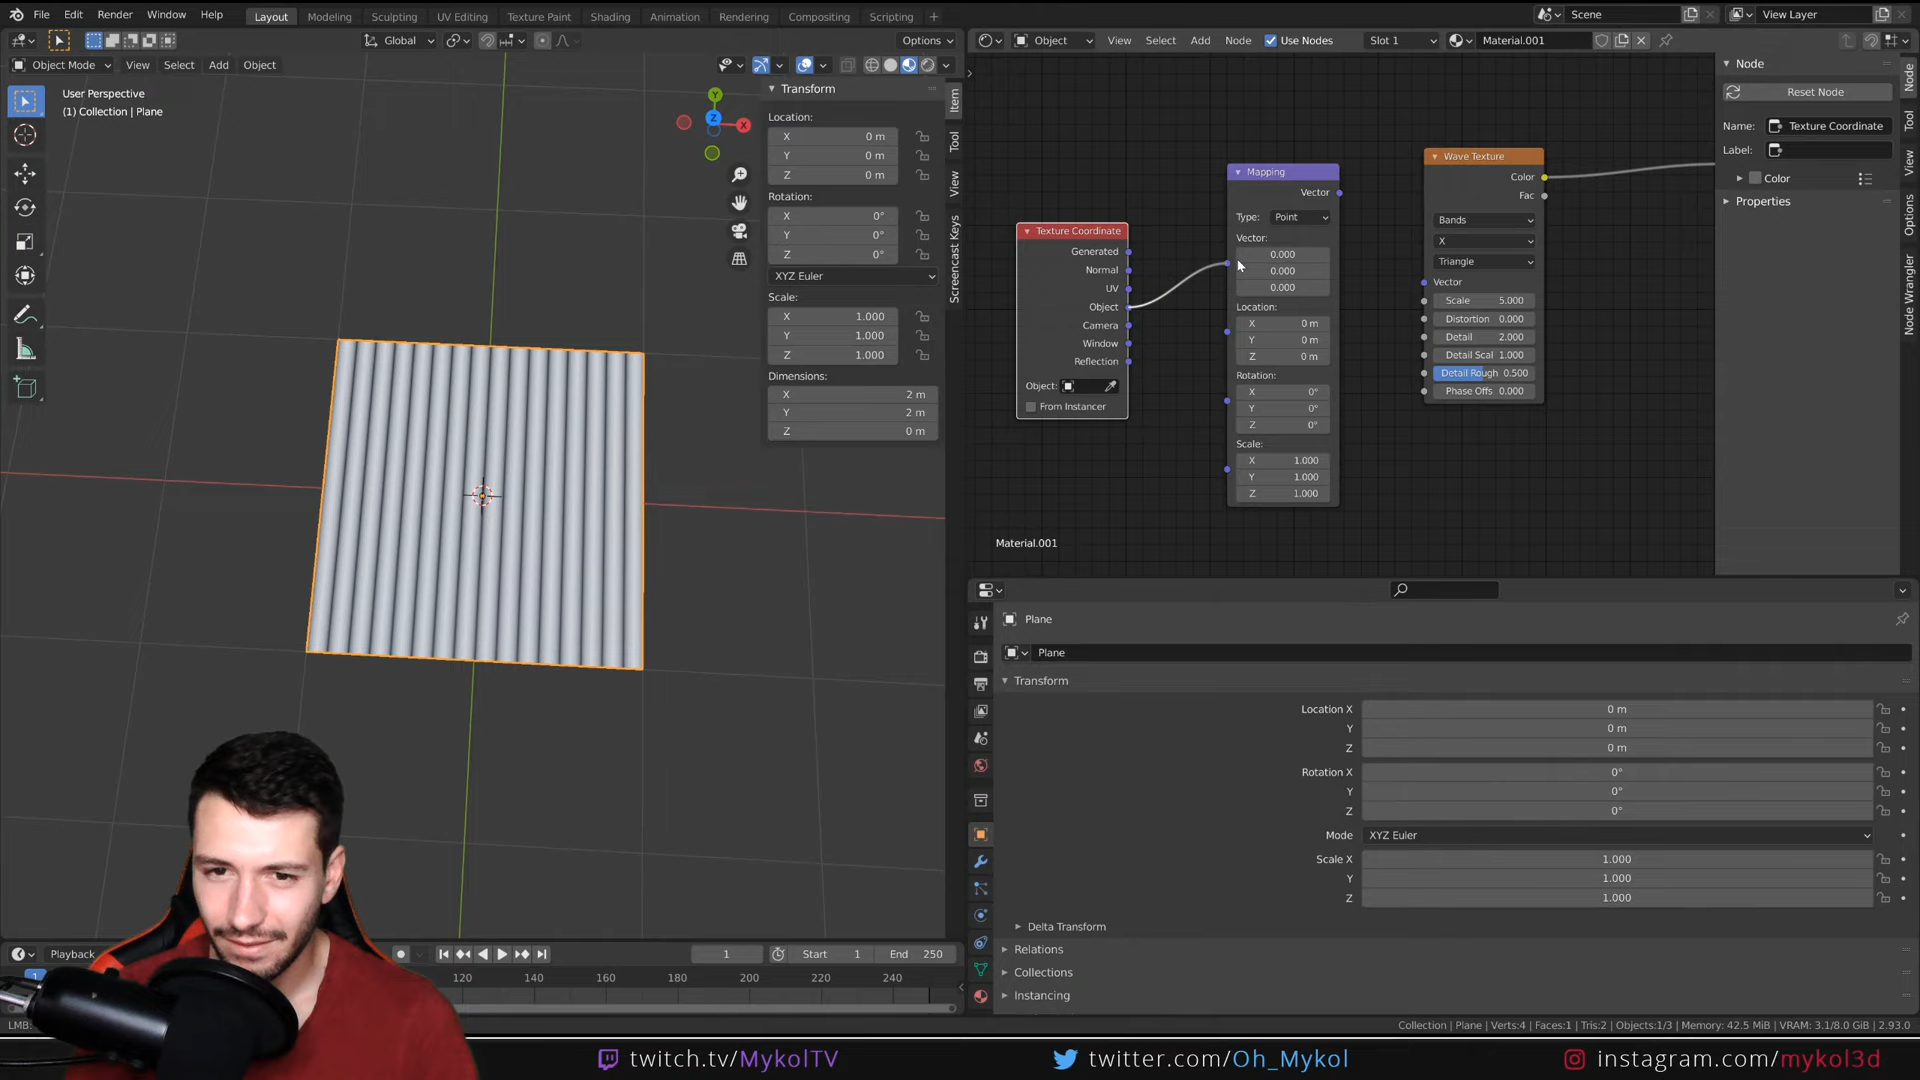 File Edit Render Window Help Layout Modeling Sculpting UV Editing Texture Paint Shading Animation Rendering Compositing Scripting + Scene View Layer
Global Options
Object Mode View Select Add Object
User Perspective
(1) Collection | Plane
Y
Z
X
Transform
Location:
X 0 m
Y 0 m
Z 0 m
Rotation:
X 0°
Y 0°
Z 0°
XYZ Euler
Scale:
X 1.000
Y 1.000
Z 1.000
Dimensions:
X 2 m
Y 2 m
Z 0 m
Item
Tool
View
Screencast Keys
Object View Select Add Node Use Nodes Slot 1 Material.001
Texture Coordinate
Generated
Normal
UV
Object
Camera
Window
Reflection
Object:
From Instancer
Mapping
Vector
Type: Point
Vector:
0.000
0.000
0.000
Location:
X 0 m
Y 0 m
Z 0 m
Rotation:
X 0°
Y 0°
Z 0°
Scale:
X 1.000
Y 1.000
Z 1.000
Wave Texture
Color
Fac
Bands
X
Triangle
Vector
Scale 5.000
Distortion 0.000
Detail 2.000
Detail Scal 1.000
Detail Rough 0.500
Phase Offs 0.000
Material.001
Node
Reset Node
Name: Texture Coordinate
Label:
Color
Properties
Node
Tool
View
Options
Node Wrangler
Plane
Plane
Transform
Location X 0 m
Y 0 m
Z 0 m
Rotation X 0°
Y 0°
Z 0°
Mode XYZ Euler
Scale X 1.000
Y 1.000
Z 1.000
Delta Transform
Relations
Collections
Instancing
Playback 1 Start 1 End 250
120 140 160 180 200 220 240
LMB:
Collection | Plane | Verts:4 | Faces:1 | Tris:2 | Objects:1/3 | Memory: 42.5 MiB | VRAM: 3.1/8.0 GiB | 2.93.0
twitch.tv/MykolTV twitter.com/Oh_Mykol instagram.com/mykol3d